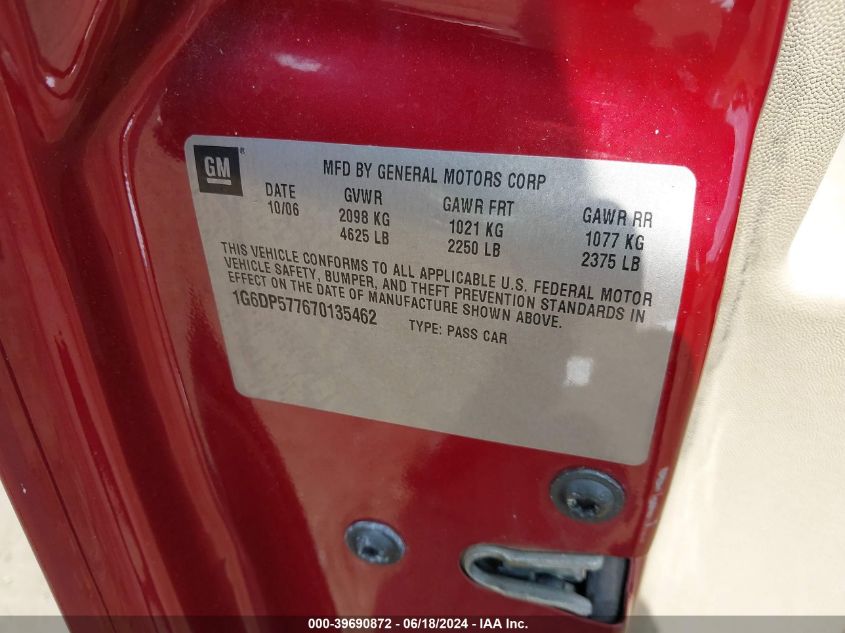 GM ®
MFD BY GENERAL MOTORS CORP
DATE GVWR GAWR FRT GAWR RR
10/06 2098 KG 1021 KG 1077 KG
4625 LB 2250 LB 2375 LB
THIS VEHICLE CONFORMS TO ALL APPLICABLE U.S. FEDERAL MOTOR
VEHICLE SAFETY, BUMPER, AND THEFT PREVENTION STANDARDS IN
EFFECT ON THE DATE OF MANUFACTURE SHOWN ABOVE.
1G6DP577670135462 TYPE: PASS CAR
000-39690872 - 06/18/2024 - IAA Inc.